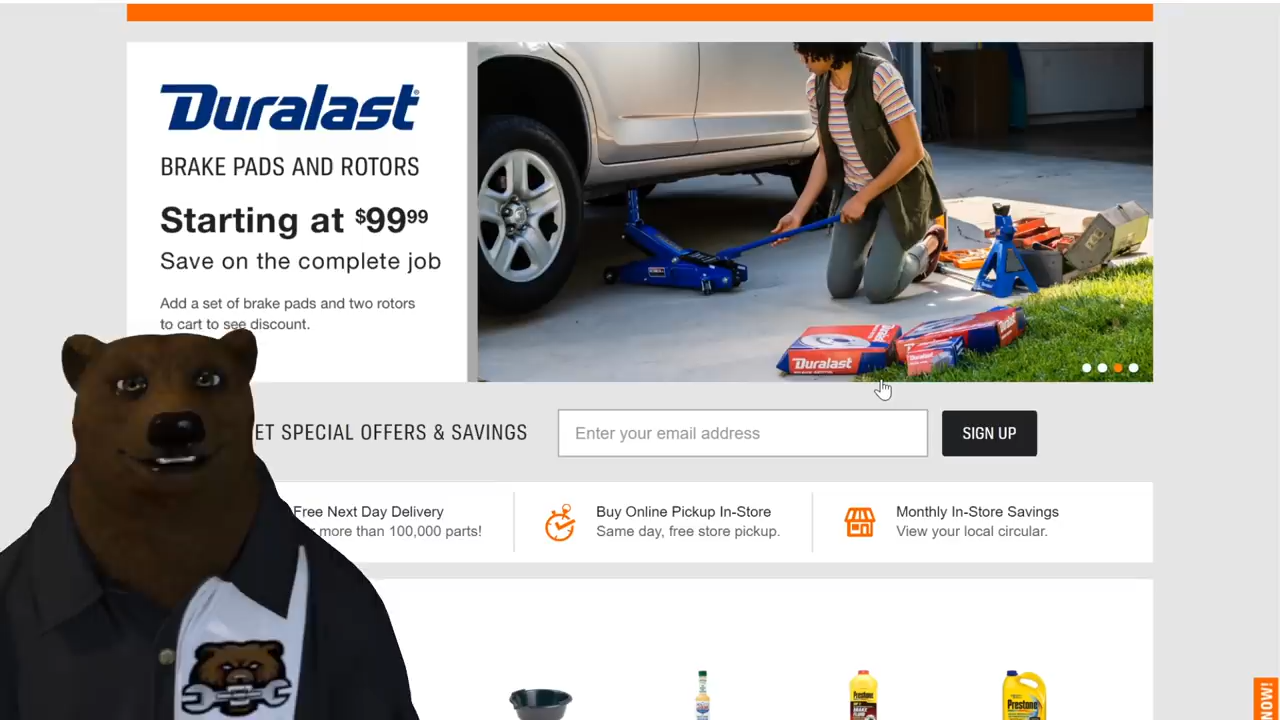 Duralast
BRAKE PADS AND ROTORS
Starting at $99⁹⁹
Save on the complete job
Add a set of brake pads and two rotors
to cart to see discount.
Duralast
Duralast
ET SPECIAL OFFERS & SAVINGS
Enter your email address
SIGN UP
Free Next Day Delivery
more than 100,000 parts!
Buy Online Pickup In-Store
Same day, free store pickup.
Monthly In-Store Savings
View your local circular.
Prestone
Prestone
NOW!